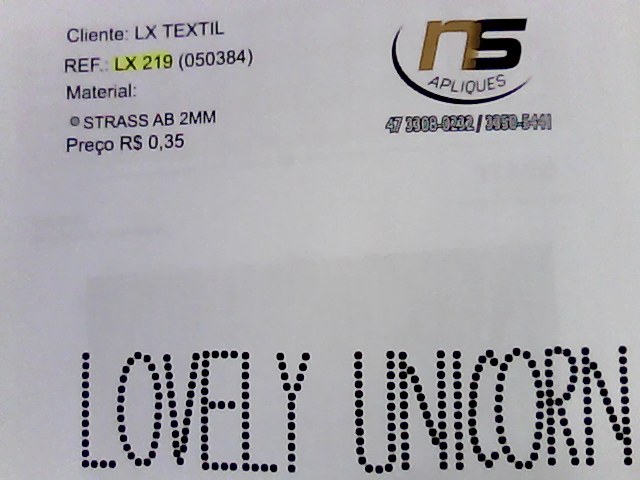 Cliente: LX TEXTIL
REF.: LX 219 (050384)
Material:
STRASS AB 2MM
Preço R$ 0,35
ns
APLIQUES
47 3308-0232 / 3350-5441
LOVELY UNICORN